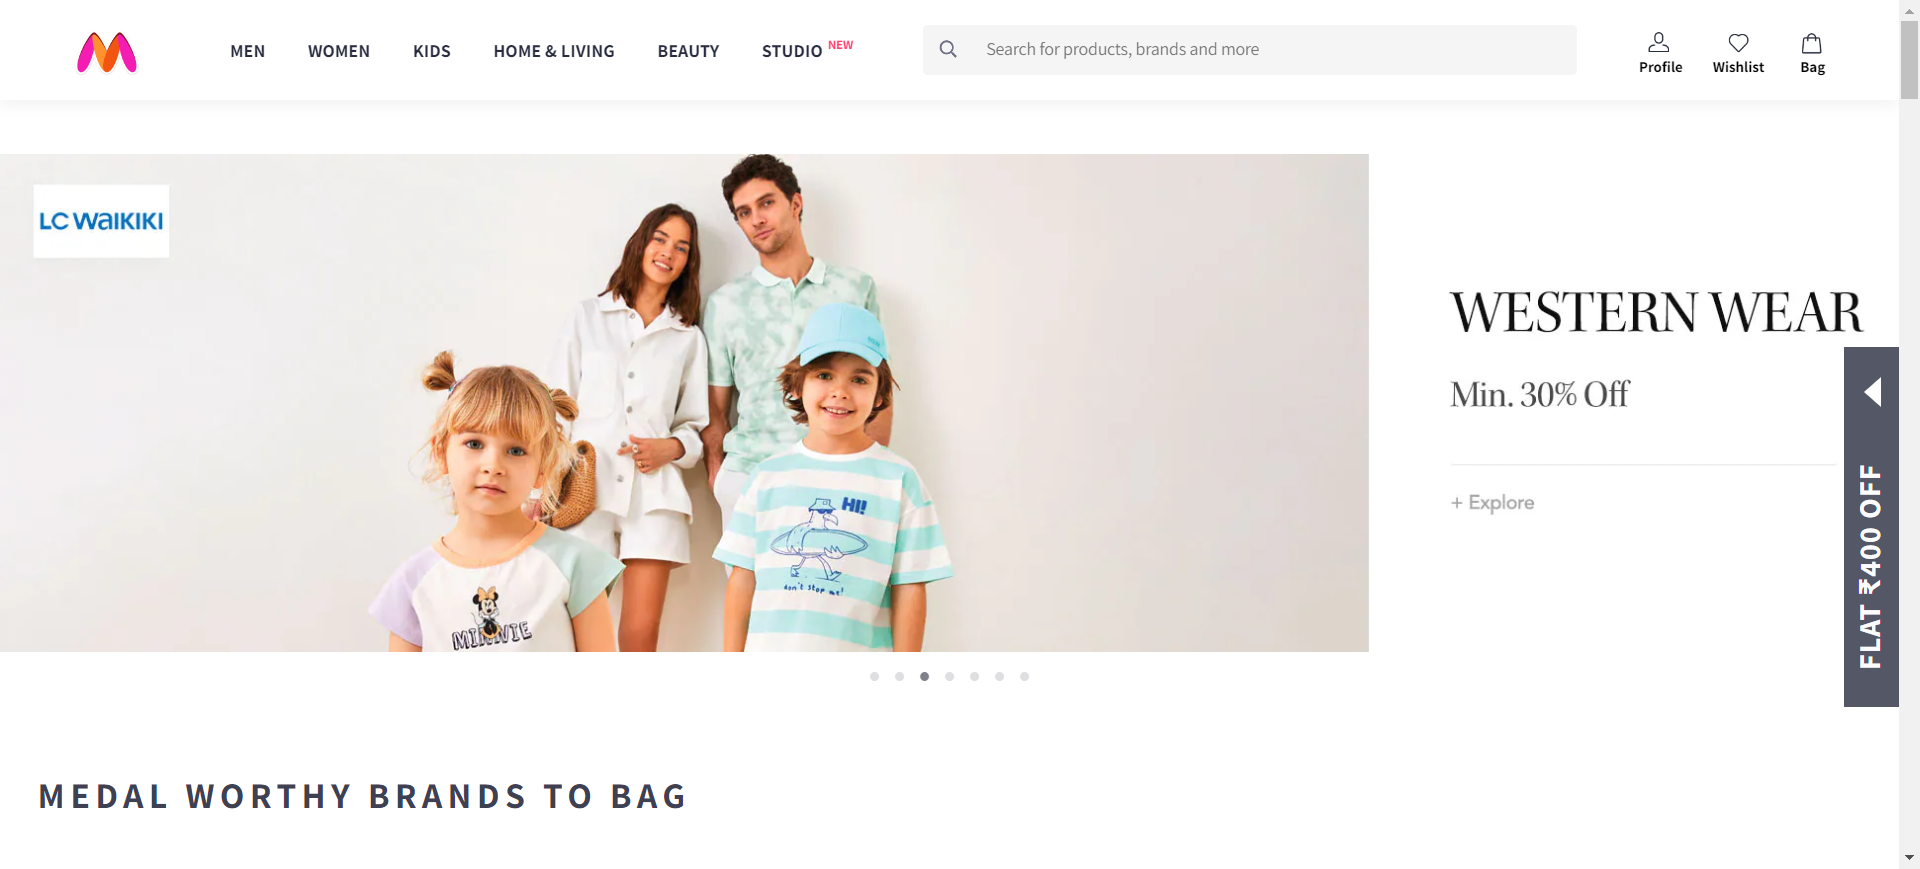 MEN WOMEN KIDS HOME & LIVING BEAUTY STUDIO NEW
Search for products, brands and more
Profile Wishlist Bag
LC WAIKIKI
WESTERN WEAR
Min. 30% Off
+ Explore
FLAT ₹400 OFF
HI!
don't stop me!
MINNIE
MEDAL WORTHY BRANDS TO BAG